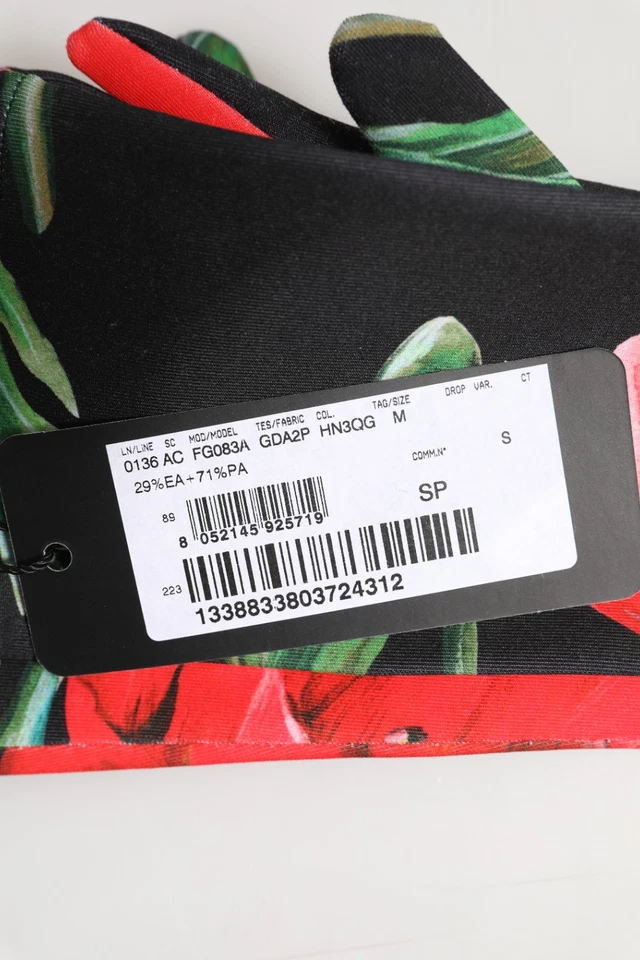 LN/LINE SC MOD/MODEL TES/FABRIC COL. TAG/SIZE DROP VAR. CT
0136 AC FG083A GDA2P HN3QG M
29%EA+71%PA
COMM.N° S
89
SP
8 052145 925719
223
1338833803724312